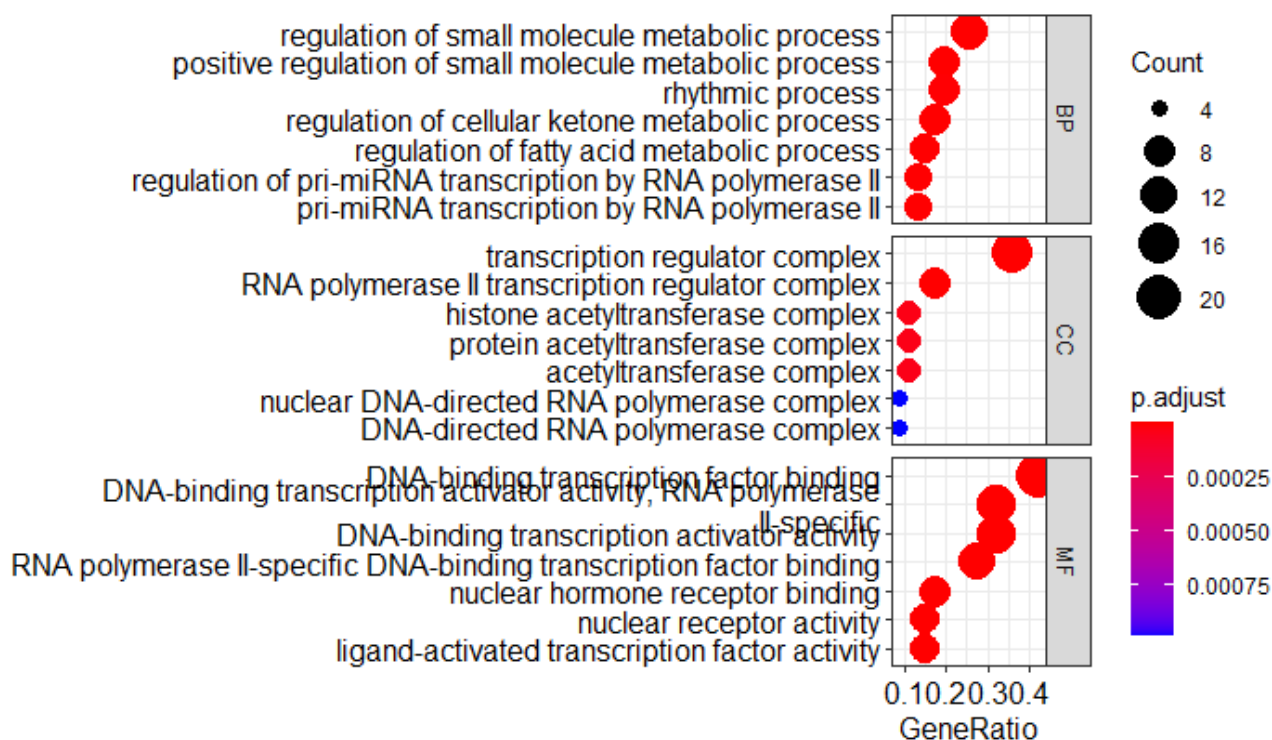 regulation of small molecule metabolic process
positive regulation of small molecule metabolic process
rhythmic process
regulation of cellular ketone metabolic process
regulation of fatty acid metabolic process
regulation of pri-miRNA transcription by RNA polymerase II
pri-miRNA transcription by RNA polymerase II
BP
transcription regulator complex
RNA polymerase II transcription regulator complex
histone acetyltransferase complex
protein acetyltransferase complex
acetyltransferase complex
nuclear DNA-directed RNA polymerase complex
DNA-directed RNA polymerase complex
CC
DNA-binding transcription factor binding
DNA-binding transcription activator activity, RNA polymerase
II-specific
DNA-binding transcription activator activity
RNA polymerase II-specific DNA-binding transcription factor binding
nuclear hormone receptor binding
nuclear receptor activity
ligand-activated transcription factor activity
MF
0.1 0.2 0.3 0.4
GeneRatio
Count
4
8
12
16
20
p.adjust
0.00025
0.00050
0.00075